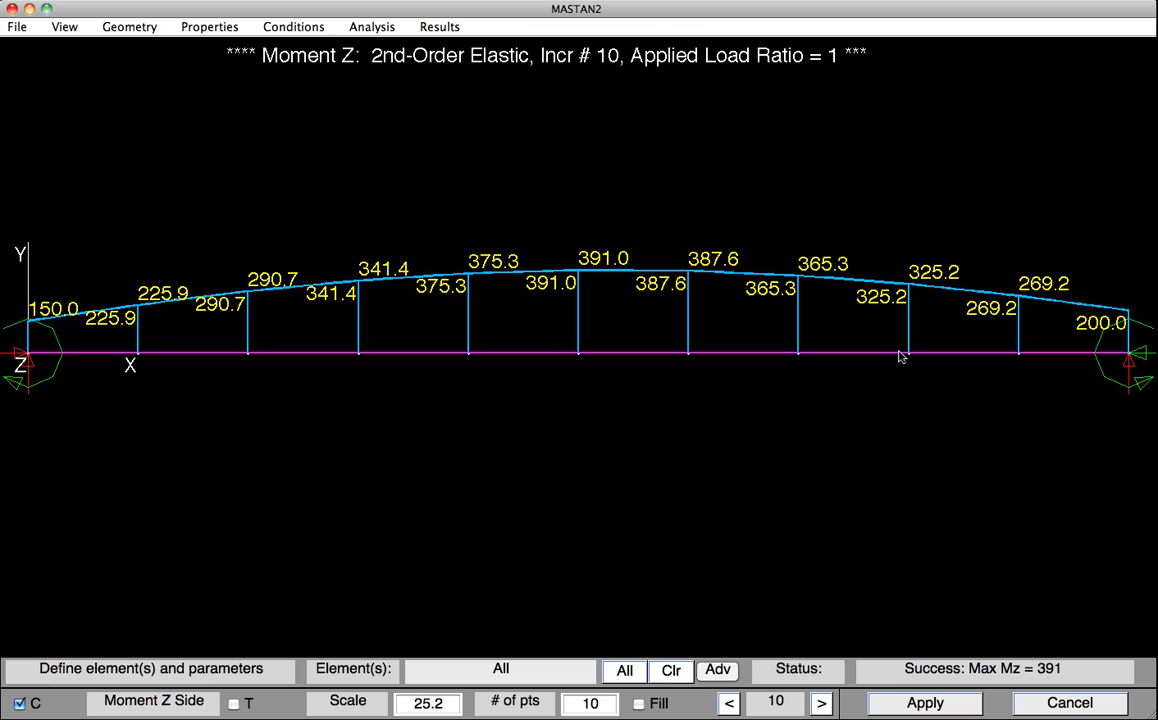 MASTAN2
File View Geometry Properties Conditions Analysis Results
**** Moment Z: 2nd-Order Elastic, Incr # 10, Applied Load Ratio = 1 ***
Y
150.0 225.9 290.7 341.4 375.3 391.0 387.6 365.3 325.2 269.2
225.9 290.7 341.4 375.3 391.0 387.6 365.3 325.2 269.2 200.0
Z X
Define element(s) and parameters Element(s): All All Clr Adv Status: Success: Max Mz = 391
C Moment Z Side T Scale 25.2 # of pts 10 Fill < 10 > Apply Cancel